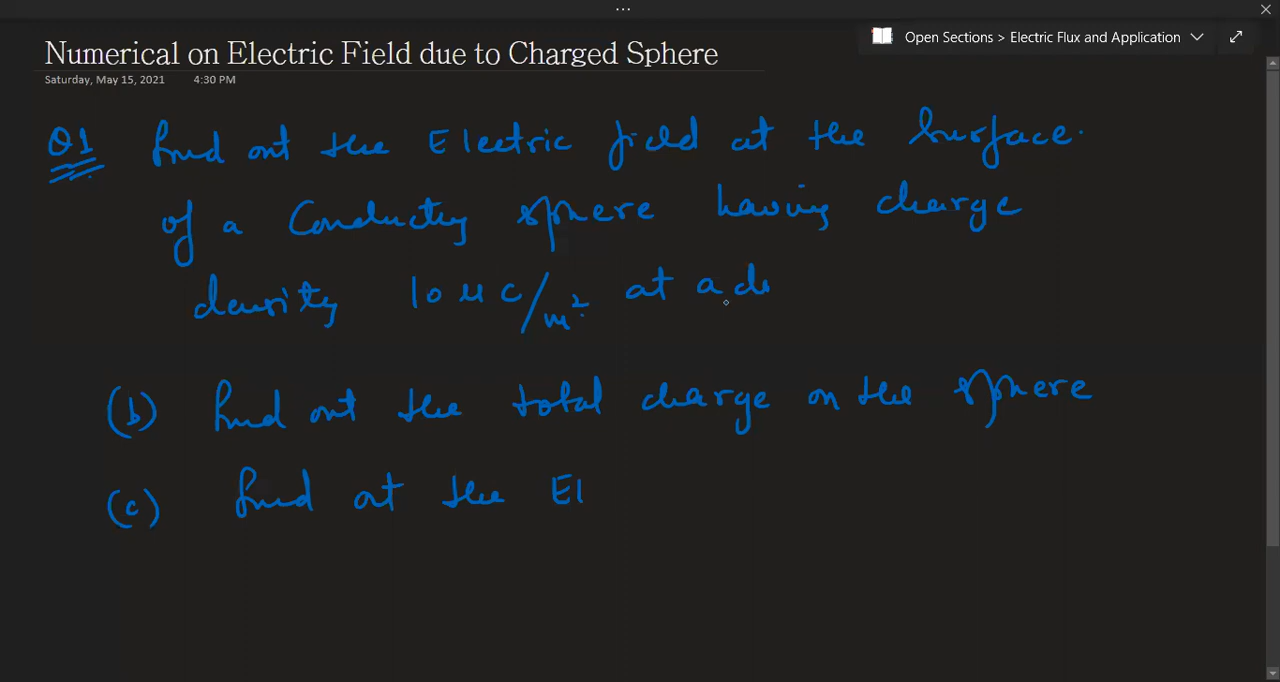 ...
Numerical on Electric Field due to Charged Sphere
Open Sections > Electric Flux and Application
Saturday, May 15, 2021 4:30 PM
Q1 find out the Electric field at the surface.
of a Conducting sphere having charge
density 10 μc/m². at a ds
(b) find out the total charge on the sphere
(c) find out the El